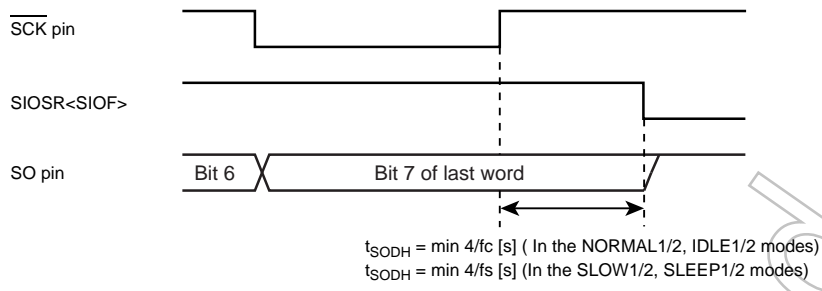 SCK pin
SIOSR<SIOF>
SO pin
Bit 6
Bit 7 of last word
tSODH = min 4/fc [s] ( In the NORMAL1/2, IDLE1/2 modes)
tSODH = min 4/fs [s] (In the SLOW1/2, SLEEP1/2 modes)